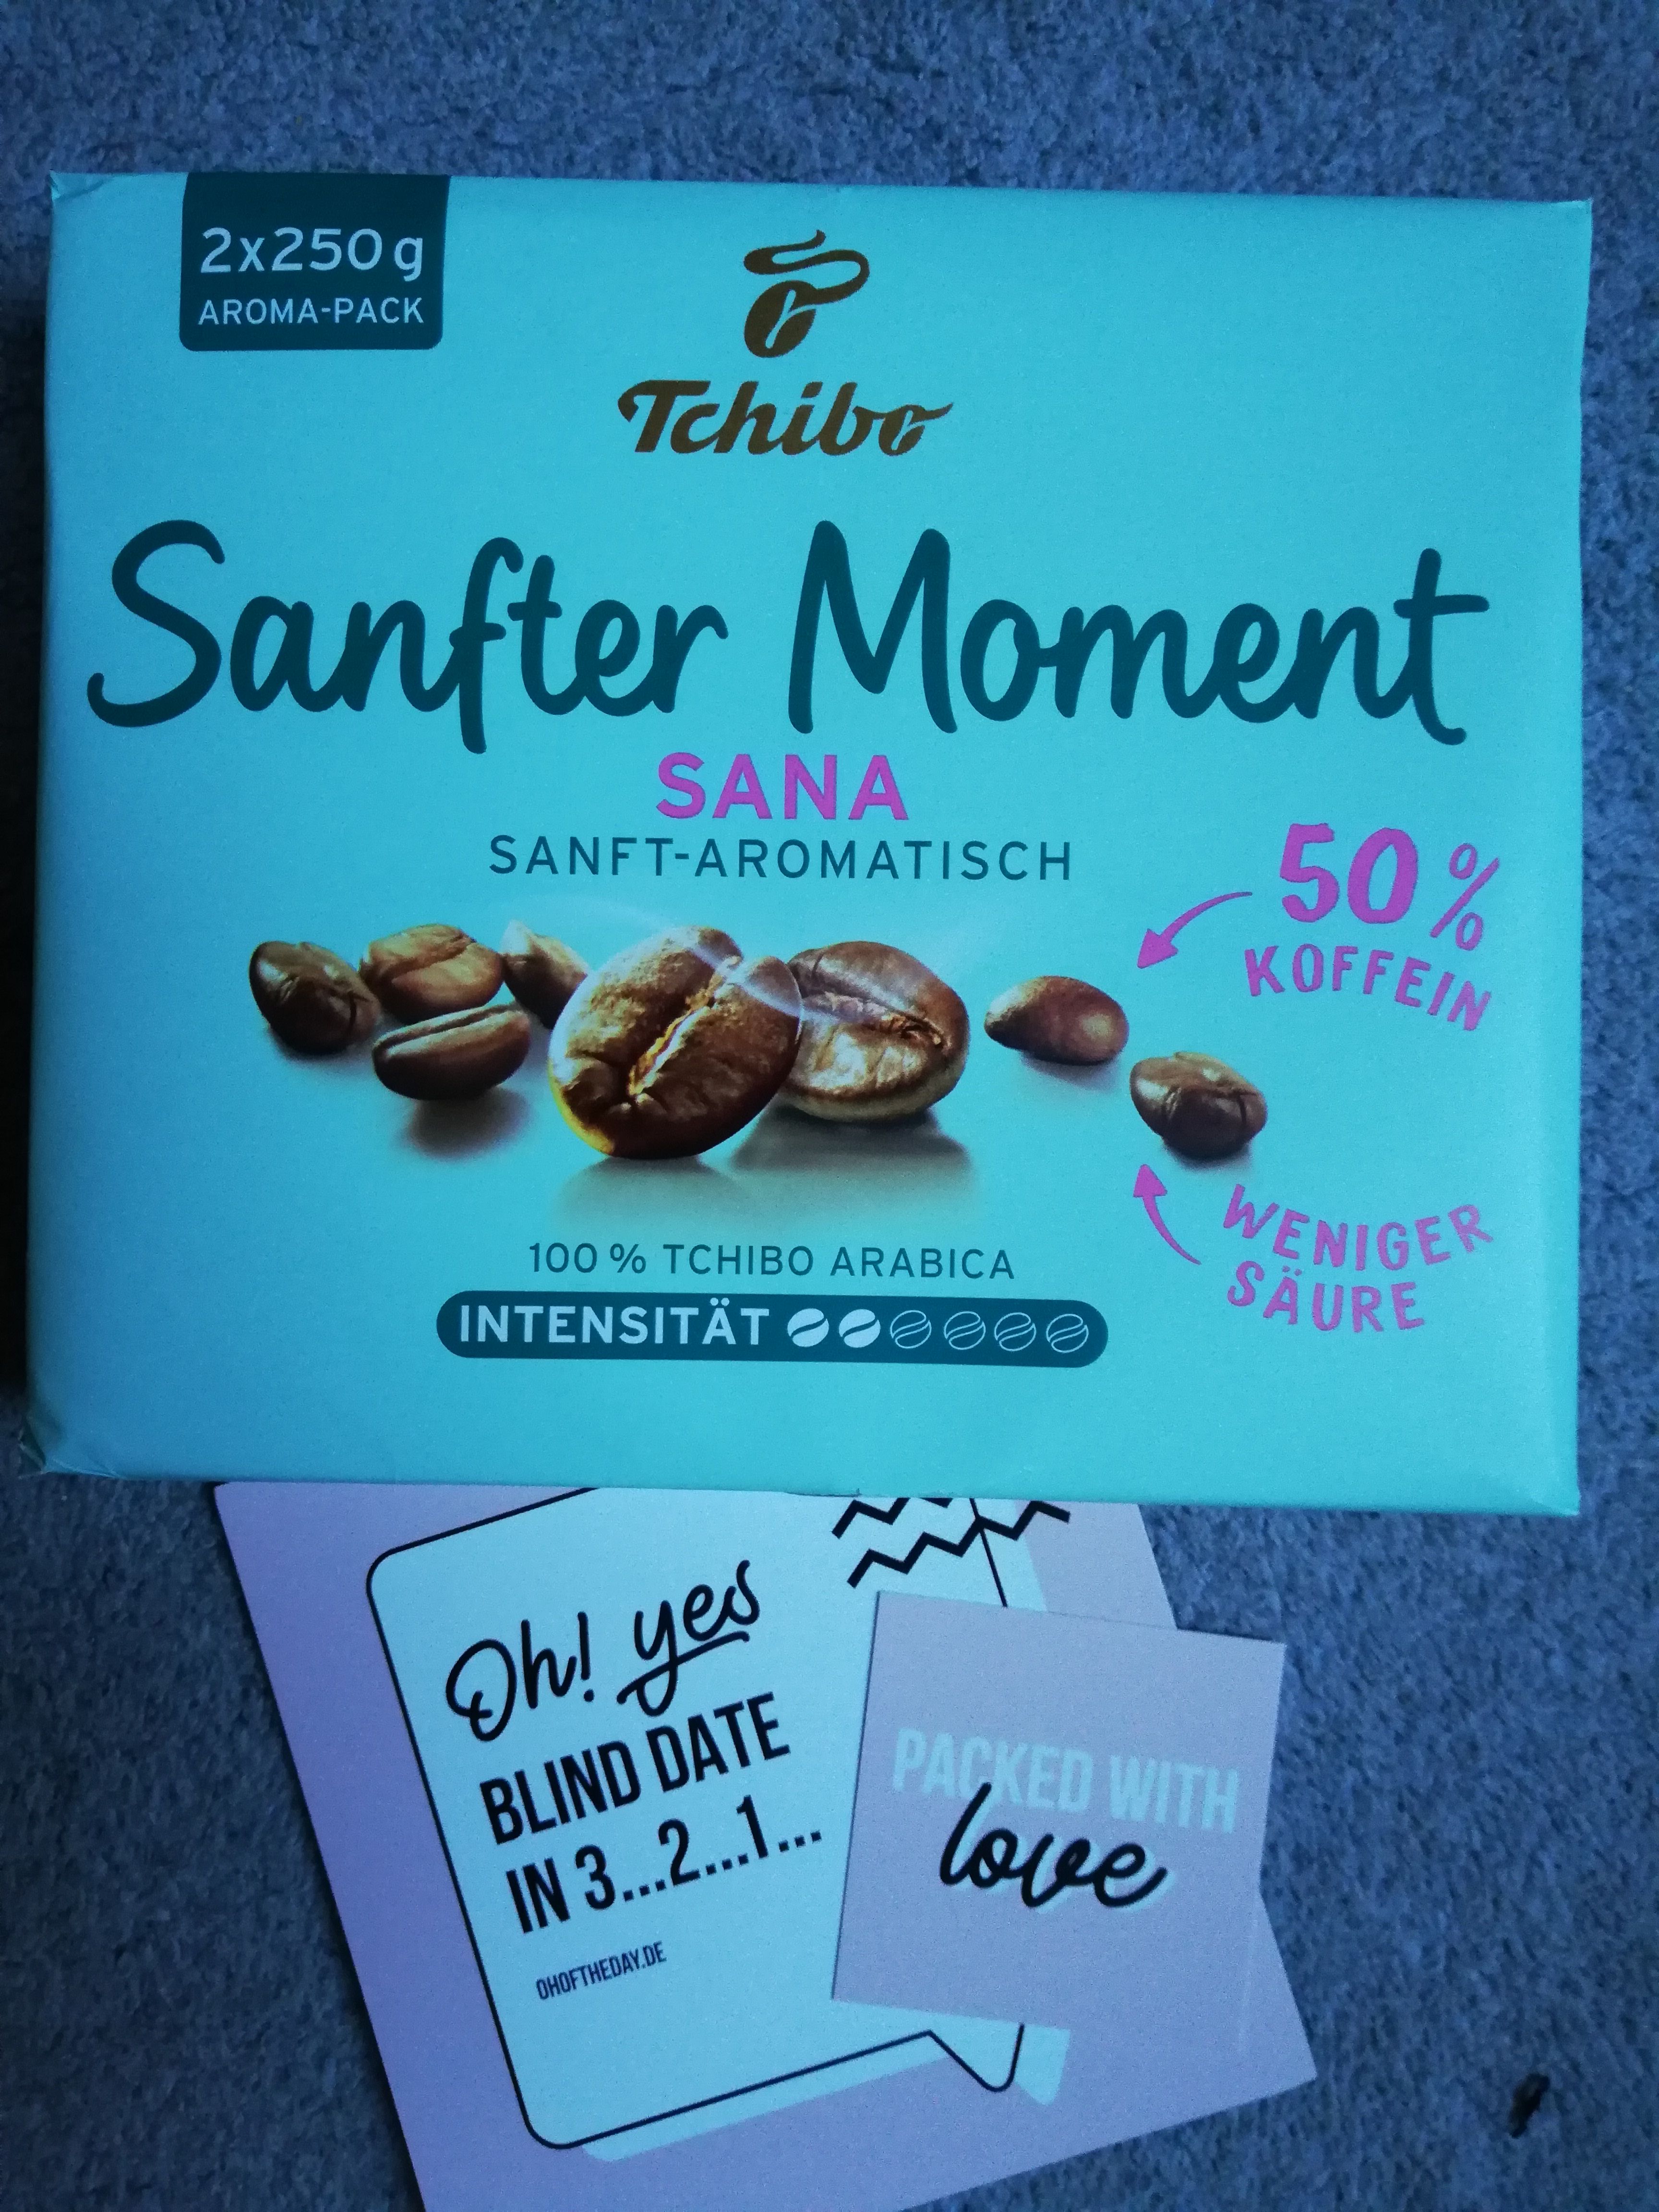 2x250 g
AROMA-PACK
Tchibo
Sanfter Moment
SANA
SANFT-AROMATISCH
50 %
KOFFEIN
WENIGER
SÄURE
100 % TCHIBO ARABICA
INTENSITÄT
Oh! yes
BLIND DATE
IN 3...2...1...
OHOFTHEDAY.DE
PACKED WITH
love